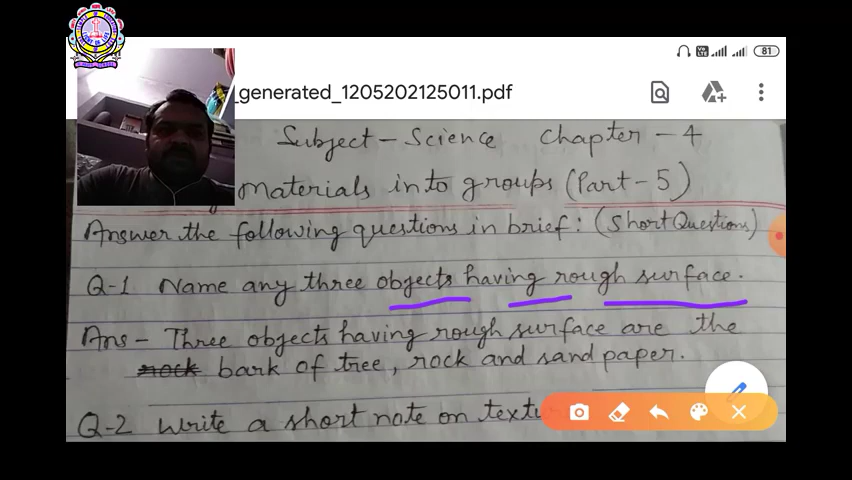 81
_generated_1205202125011.pdf
Subject - Science Chapter - 4
Materials into groups (Part-5)
Answer the following questions in brief: (Short Questions)
Q-1 Name any three objects having rough surface.
Ans - Three objects having rough surface are the
rock bark of tree, rock and sand paper.
Q-2 Write a short note on textu